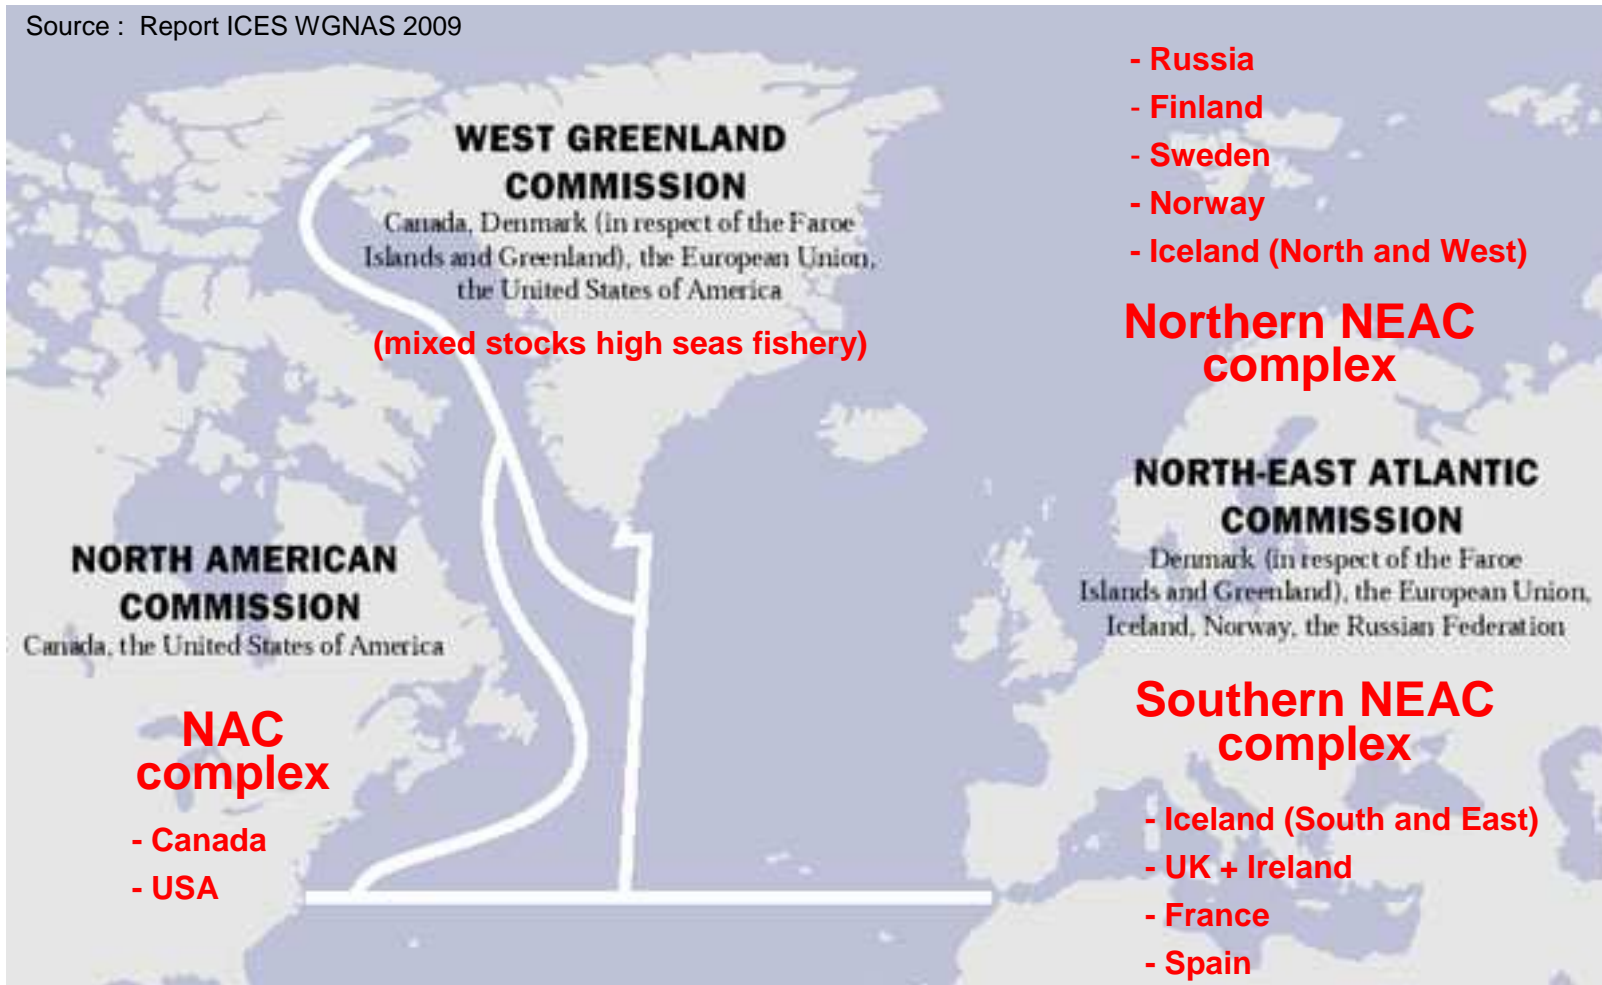 Source :  Report ICES WGNAS 2009
- Russia
- Finland
- Sweden
- Norway
- Iceland (North and West)
Northern NEAC
complex
WEST GREENLAND
COMMISSION
Canada, Denmark (in respect of the Faroe
Islands and Greenland), the European Union,
the United States of America
(mixed stocks high seas fishery)
NORTH-EAST ATLANTIC
COMMISSION
Denmark (in respect of the Faroe
Islands and Greenland), the European Union,
Iceland, Norway, the Russian Federation
NORTH AMERICAN
COMMISSION
Canada, the United States of America
NAC
complex
- Canada
- USA
Southern NEAC
complex
- Iceland (South and East)
- UK + Ireland
- France
- Spain